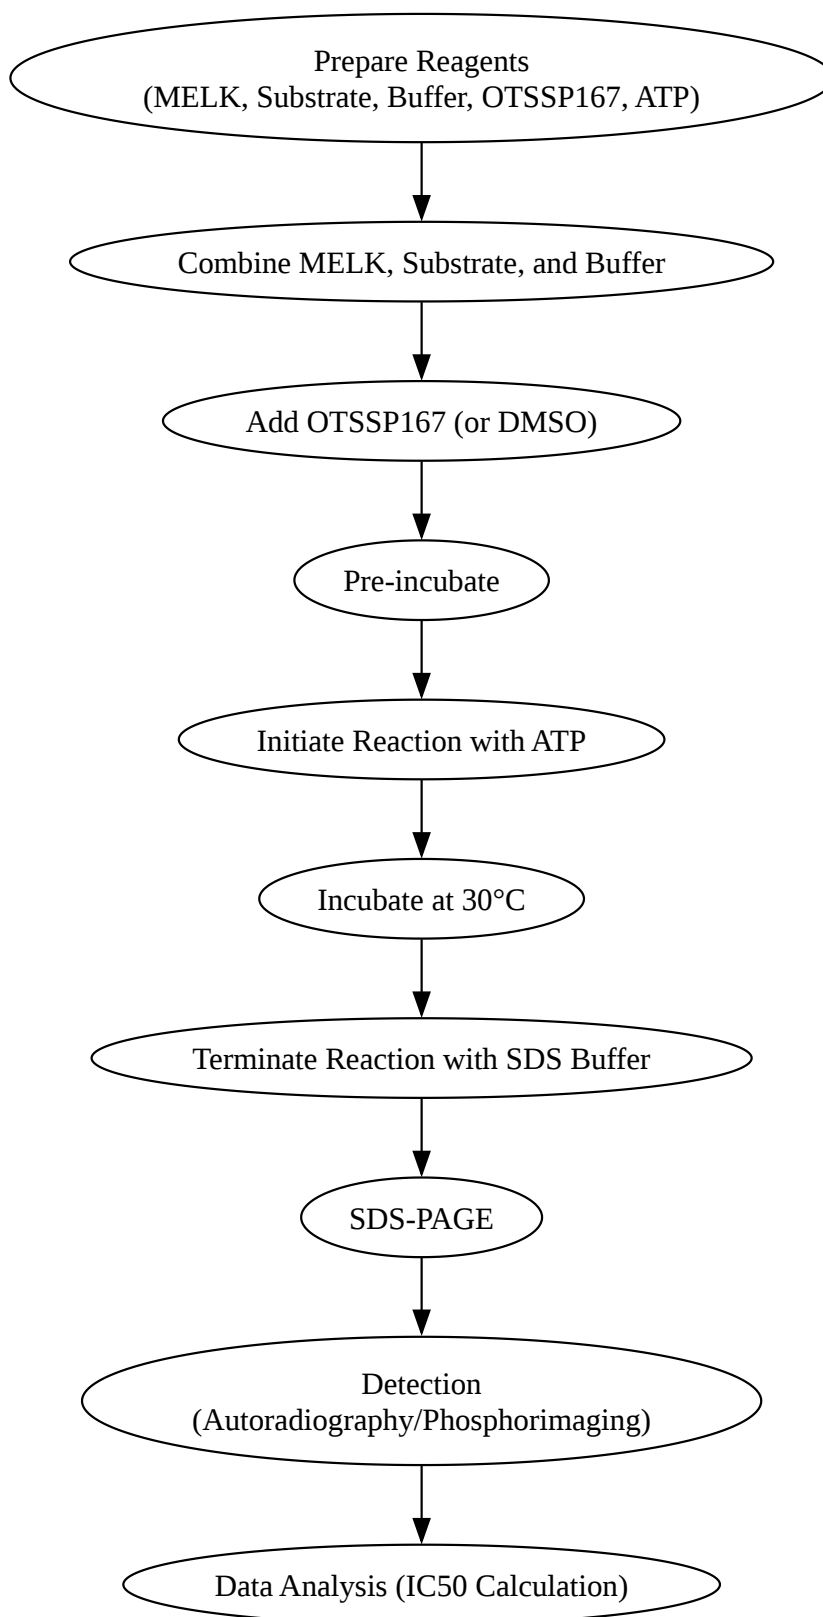 Prepare Reagents
(MELK, Substrate, Buffer, OTSSP167, ATP)
Combine MELK, Substrate, and Buffer
Add OTSSP167 (or DMSO)
Pre-incubate
Initiate Reaction with ATP
Incubate at 30°C
Terminate Reaction with SDS Buffer
SDS-PAGE
Detection
(Autoradiography/Phosphorimaging)
Data Analysis (IC50 Calculation)